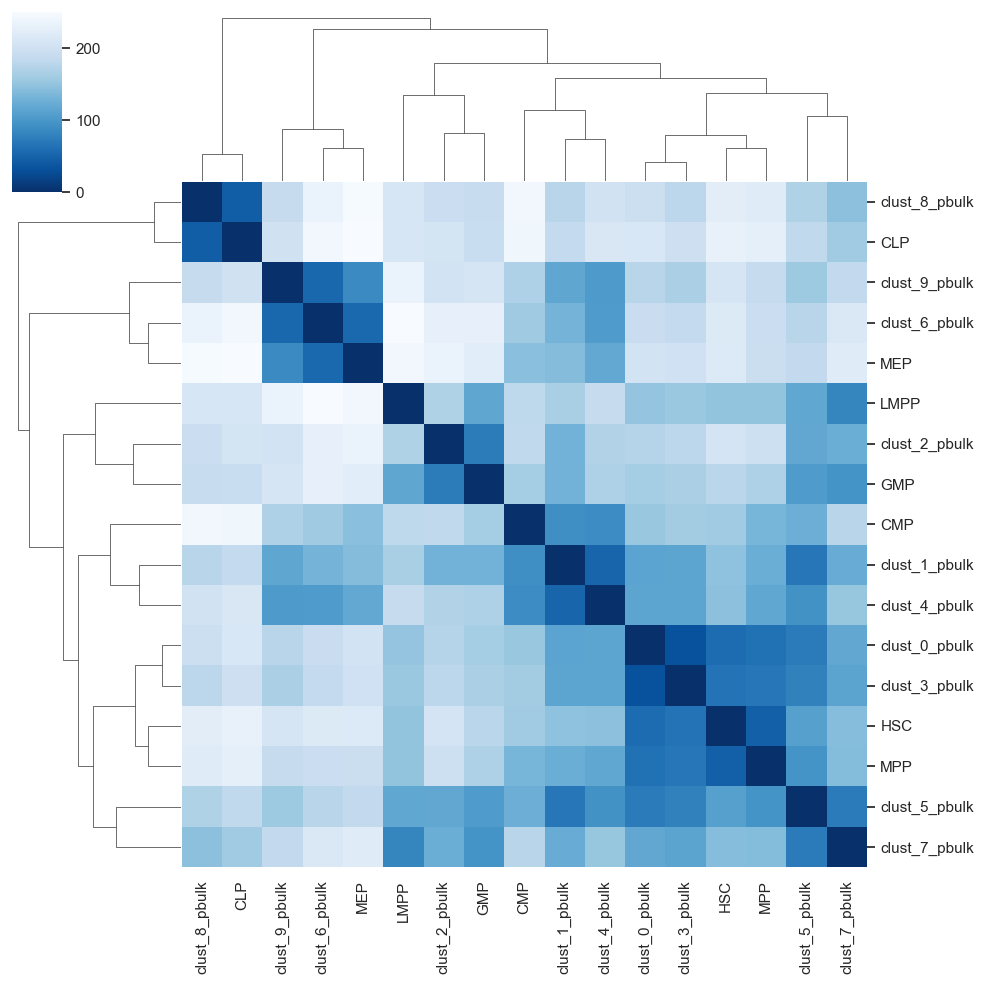 200
100
0
clust_8_pbulk
CLP
clust_9_pbulk
clust_6_pbulk
MEP
LMPP
clust_2_pbulk
GMP
CMP
clust_1_pbulk
clust_4_pbulk
clust_0_pbulk
clust_3_pbulk
HSC
MPP
clust_5_pbulk
clust_7_pbulk
clust_8_pbulk
CLP
clust_9_pbulk
clust_6_pbulk
MEP
LMPP
clust_2_pbulk
GMP
CMP
clust_1_pbulk
clust_4_pbulk
clust_0_pbulk
clust_3_pbulk
HSC
MPP
clust_5_pbulk
clust_7_pbulk